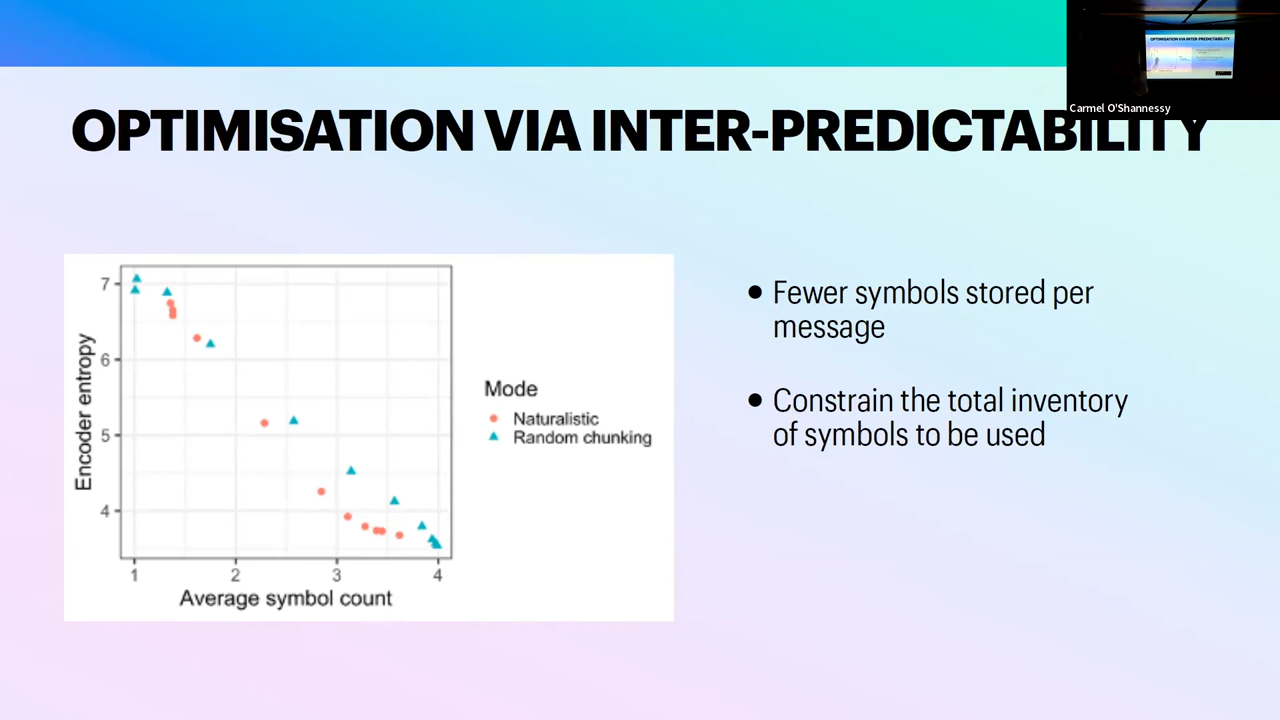 Carmel O'Shannessy
OPTIMISATION VIA INTER-PREDICTABILITY
Fewer symbols stored per
message
Constrain the total inventory
of symbols to be used
7
6
5
4
Encoder entropy
1 2 3 4
Average symbol count
Mode
Naturalistic
Random chunking